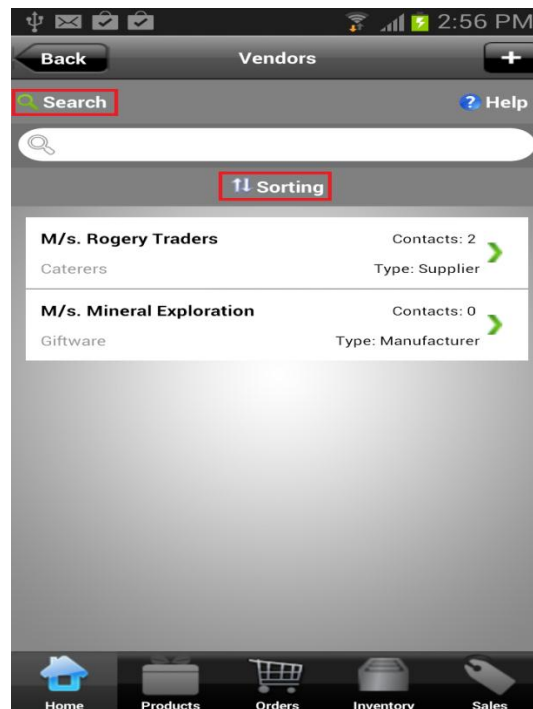 2:56 PM
Back Vendors +
Search ? Help
Sorting
M/s. Rogery Traders Contacts: 2
Caterers Type: Supplier
M/s. Mineral Exploration Contacts: 0
Giftware Type: Manufacturer
Home Products Orders Inventory Sales